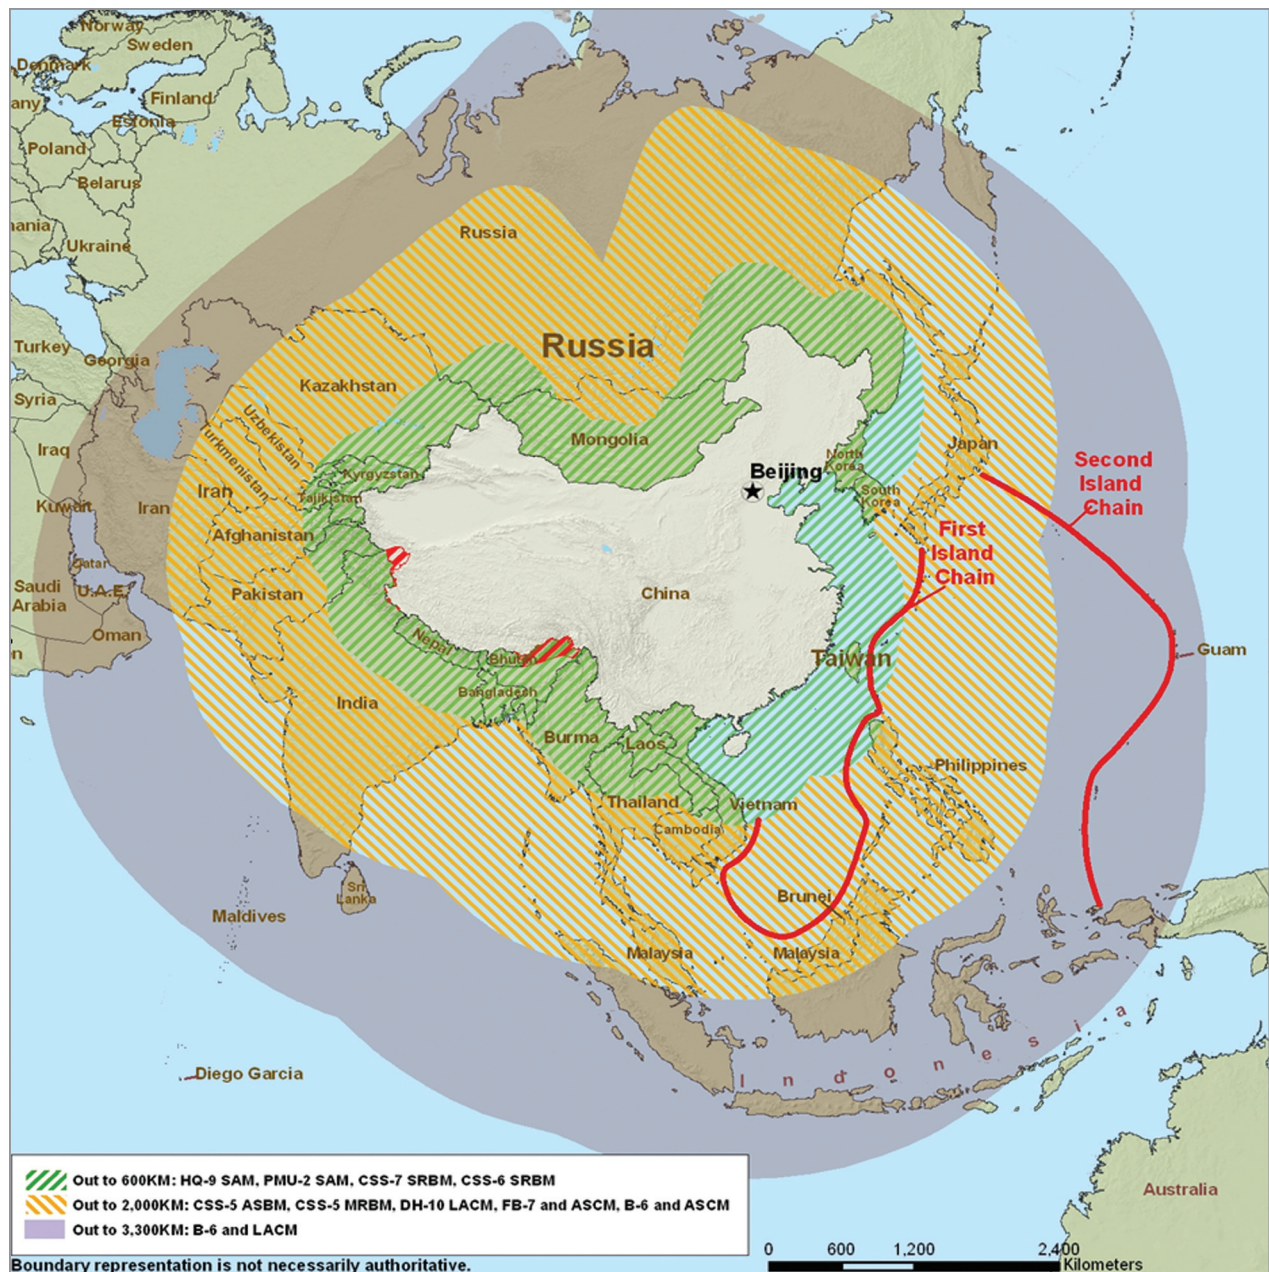 Norway
Sweden
Denmark
Finland
any
Estonia
Poland
Belarus
ania
Ukraine
Russia
Turkey
Georgia
Russia
Kazakhstan
Syria
Uzbekistan
Turkmenistan
Mongolia
Japan
Iraq
North
Korea
Second
Island
Chain
Kyrgyzstan
Beijing
Iran
Tajikistan
South
Korea
Kuwait
Iran
First
Island
Chain
Afghanistan
Qatar
Saudi
Arabia
U.A.E.
Pakistan
China
Oman
Nepal
Bhutan
Taiwan
Guam
n
Bangladesh
India
Burma
Laos
Philippines
Thailand
Vietnam
Cambodia
Sri
Lanka
Brunei
Maldives
Malaysia
Malaysia
Indonesia
Diego Garcia
Australia
Out to 600KM: HQ-9 SAM, PMU-2 SAM, CSS-7 SRBM, CSS-6 SRBM
Out to 2,000KM: CSS-5 ASBM, CSS-5 MRBM, DH-10 LACM, FB-7 and ASCM, B-6 and ASCM
Out to 3,300KM: B-6 and LACM
0 600 1,200 2,400
Kilometers
Boundary representation is not necessarily authoritative.